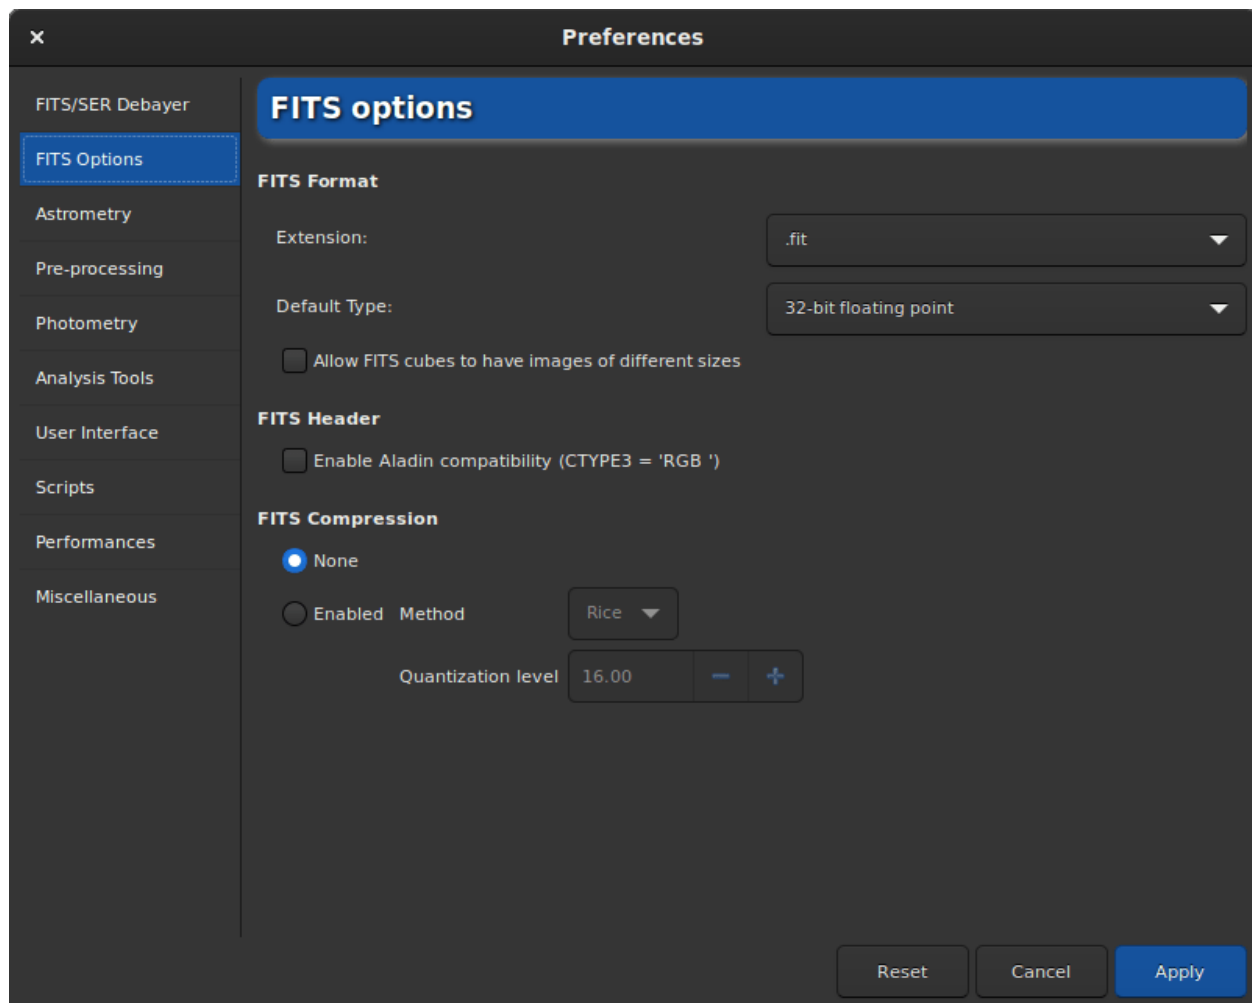 Preferences
FITS/SER Debayer
FITS Options
Astrometry
Pre-processing
Photometry
Analysis Tools
User Interface
Scripts
Performances
Miscellaneous
FITS options
FITS Format
Extension: .fit
Default Type: 32-bit floating point
Allow FITS cubes to have images of different sizes
FITS Header
Enable Aladin compatibility (CTYPE3 = 'RGB ')
FITS Compression
None
Enabled Method Rice
Quantization level 16.00
Reset Cancel Apply